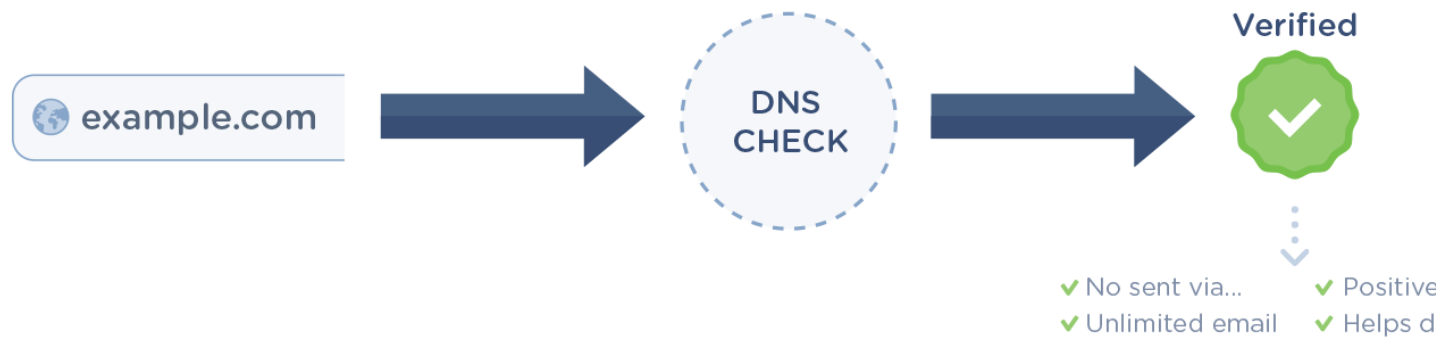 example.com
DNS
CHECK
Verified
No sent via...
Positive
Unlimited email
Helps d